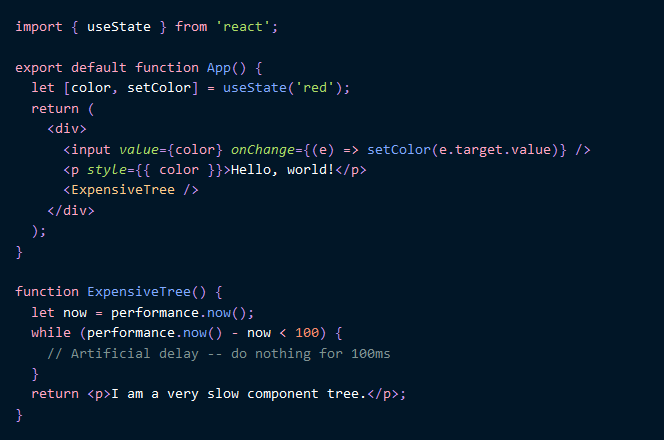 import { useState } from 'react';

export default function App() {
  let [color, setColor] = useState('red');
  return (
    <div>
      <input value={color} onChange={(e) => setColor(e.target.value)} />
      <p style={{ color }}>Hello, world!</p>
      <ExpensiveTree />
    </div>
  );
}

function ExpensiveTree() {
  let now = performance.now();
  while (performance.now() - now < 100) {
    // Artificial delay -- do nothing for 100ms
  }
  return <p>I am a very slow component tree.</p>;
}